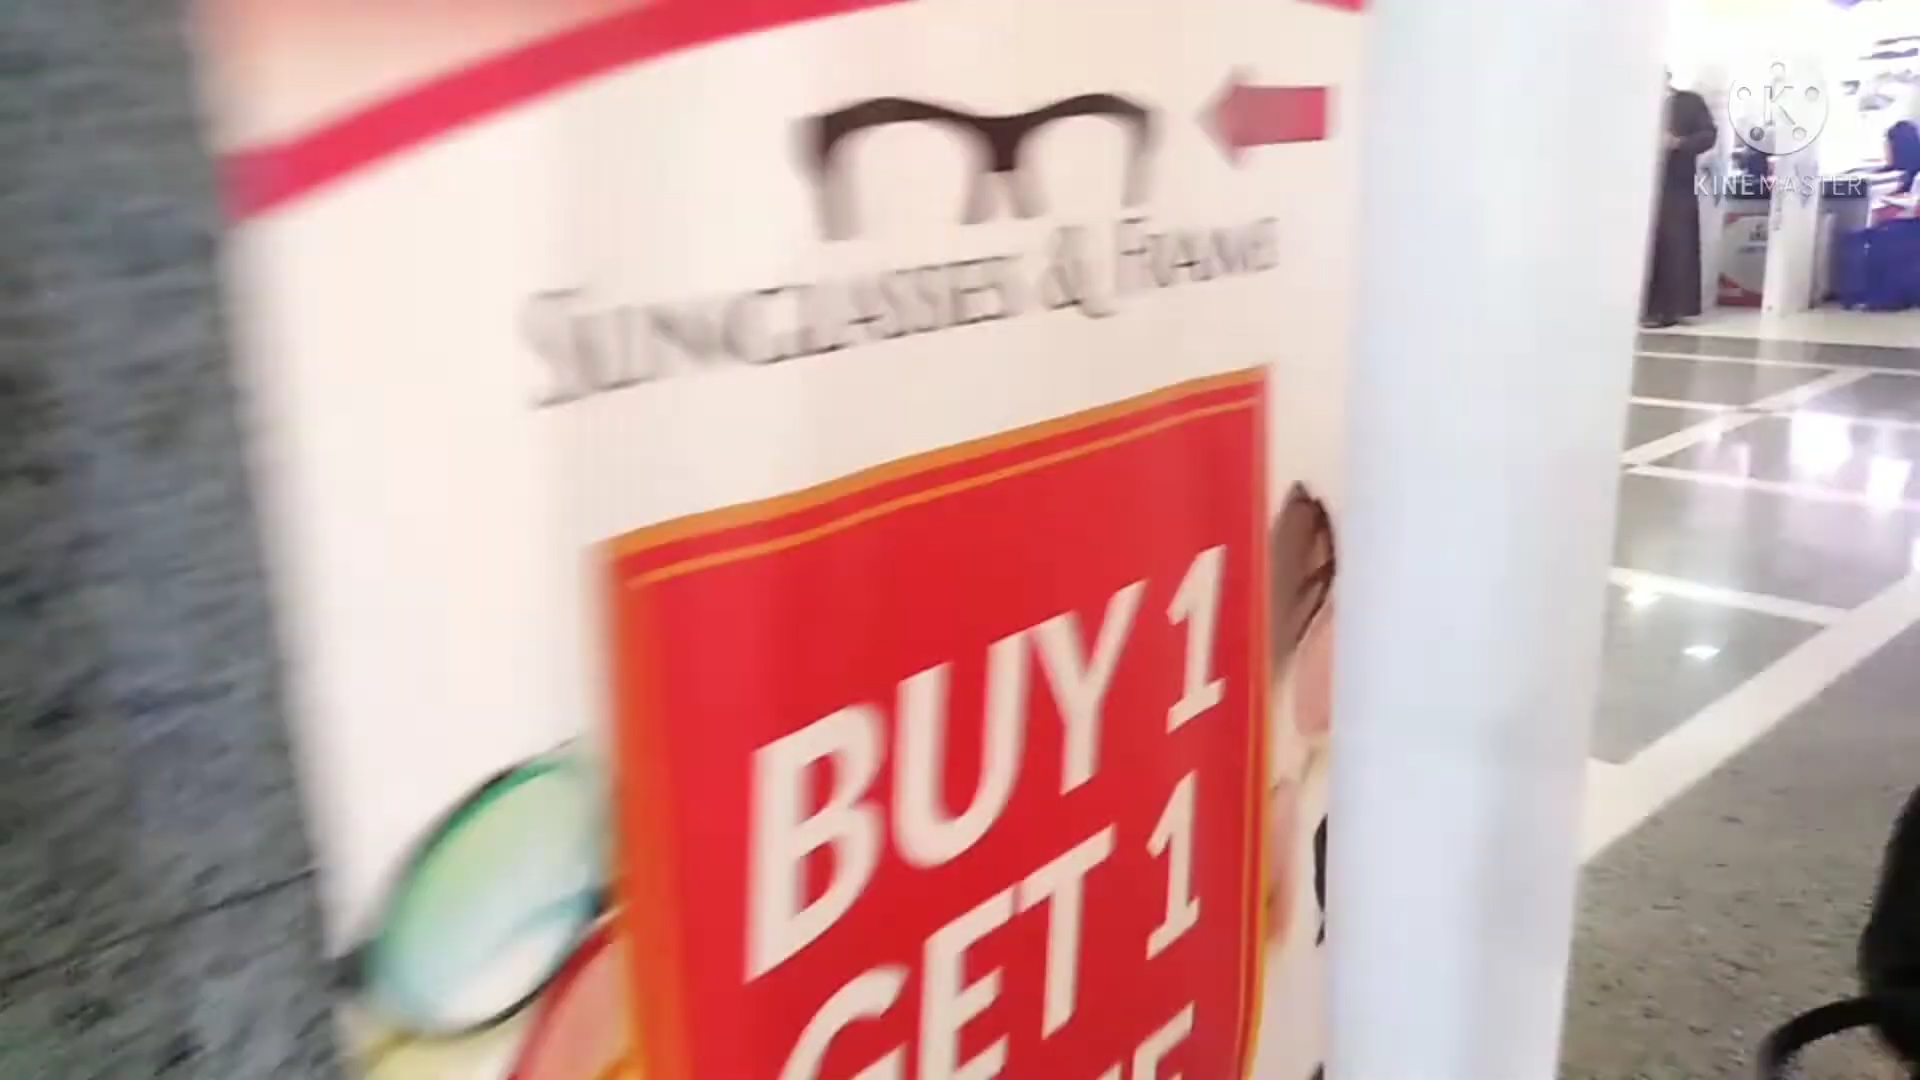 K
KINEMASTER
SUNGLASSES & FRAME
BUY 1
GET 1